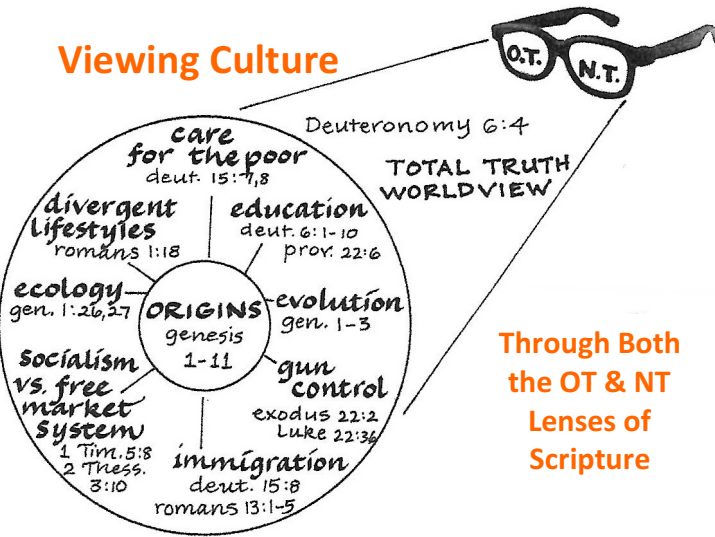 Viewing Culture
O.T.
N.T.
Deuteronomy 6:4
TOTAL TRUTH
WORLDVIEW
care
for the poor
deut. 15:7,8
education
deut. 6:1-10
prov. 22:6
evolution
gen. 1-3
gun
control
exodus 22:2
Luke 22:36
immigration
deut. 15:8
romans 13:1-5
socialism
vs. free
market
system
1 Tim. 5:8
2 Thess.
3:10
ecology
gen. 1:26,27
divergent
lifestyles
romans 1:18
ORIGINS
genesis
1-11
Through Both
the OT & NT
Lenses of
Scripture